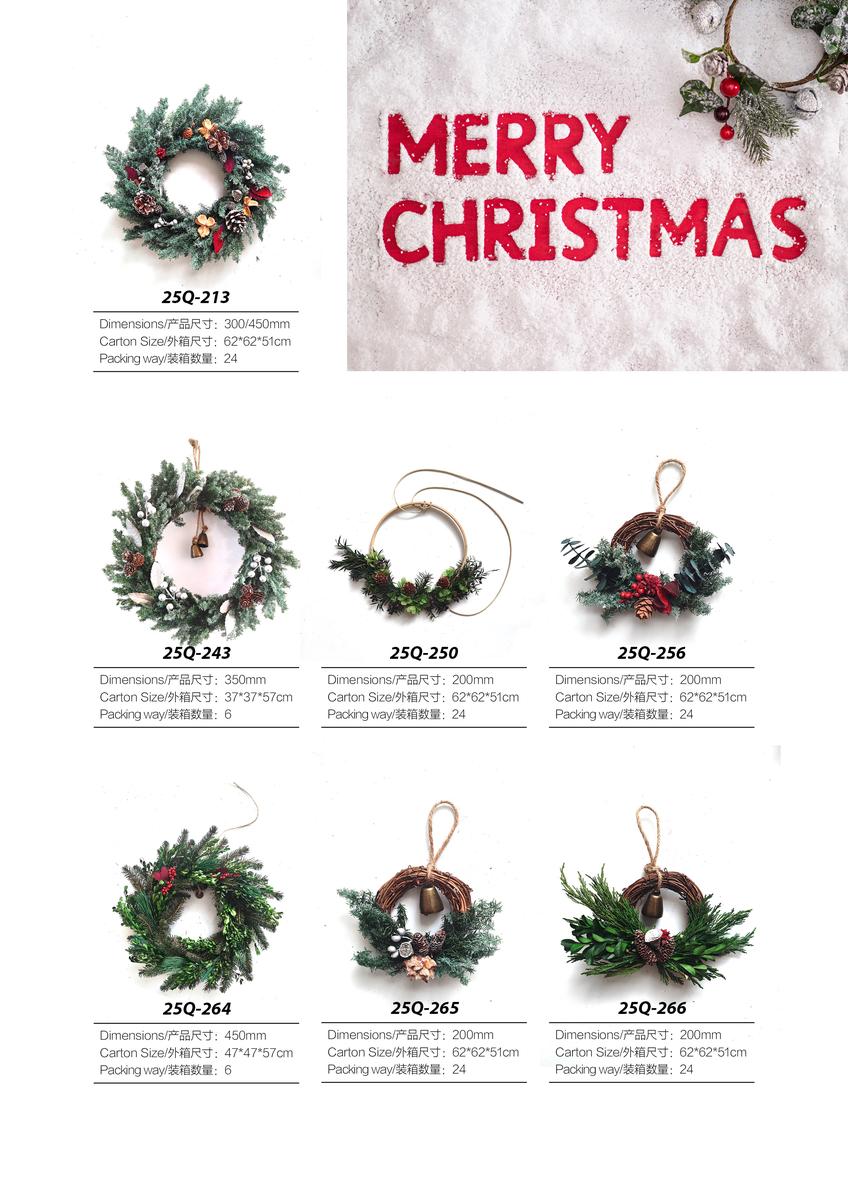 MERRY
CHRISTMAS
25Q-213
Dimensions/产品尺寸：300/450mm
Carton Size/外箱尺寸：62*62*51cm
Packing way/装箱数量：24
25Q-243
Dimensions/产品尺寸：350mm
Carton Size/外箱尺寸：37*37*57cm
Packing way/装箱数量：6
25Q-250
Dimensions/产品尺寸：200mm
Carton Size/外箱尺寸：62*62*51cm
Packing way/装箱数量：24
25Q-256
Dimensions/产品尺寸：200mm
Carton Size/外箱尺寸：62*62*51cm
Packing way/装箱数量：24
25Q-264
Dimensions/产品尺寸：450mm
Carton Size/外箱尺寸：47*47*57cm
Packing way/装箱数量：6
25Q-265
Dimensions/产品尺寸：200mm
Carton Size/外箱尺寸：62*62*51cm
Packing way/装箱数量：24
25Q-266
Dimensions/产品尺寸：200mm
Carton Size/外箱尺寸：62*62*51cm
Packing way/装箱数量：24